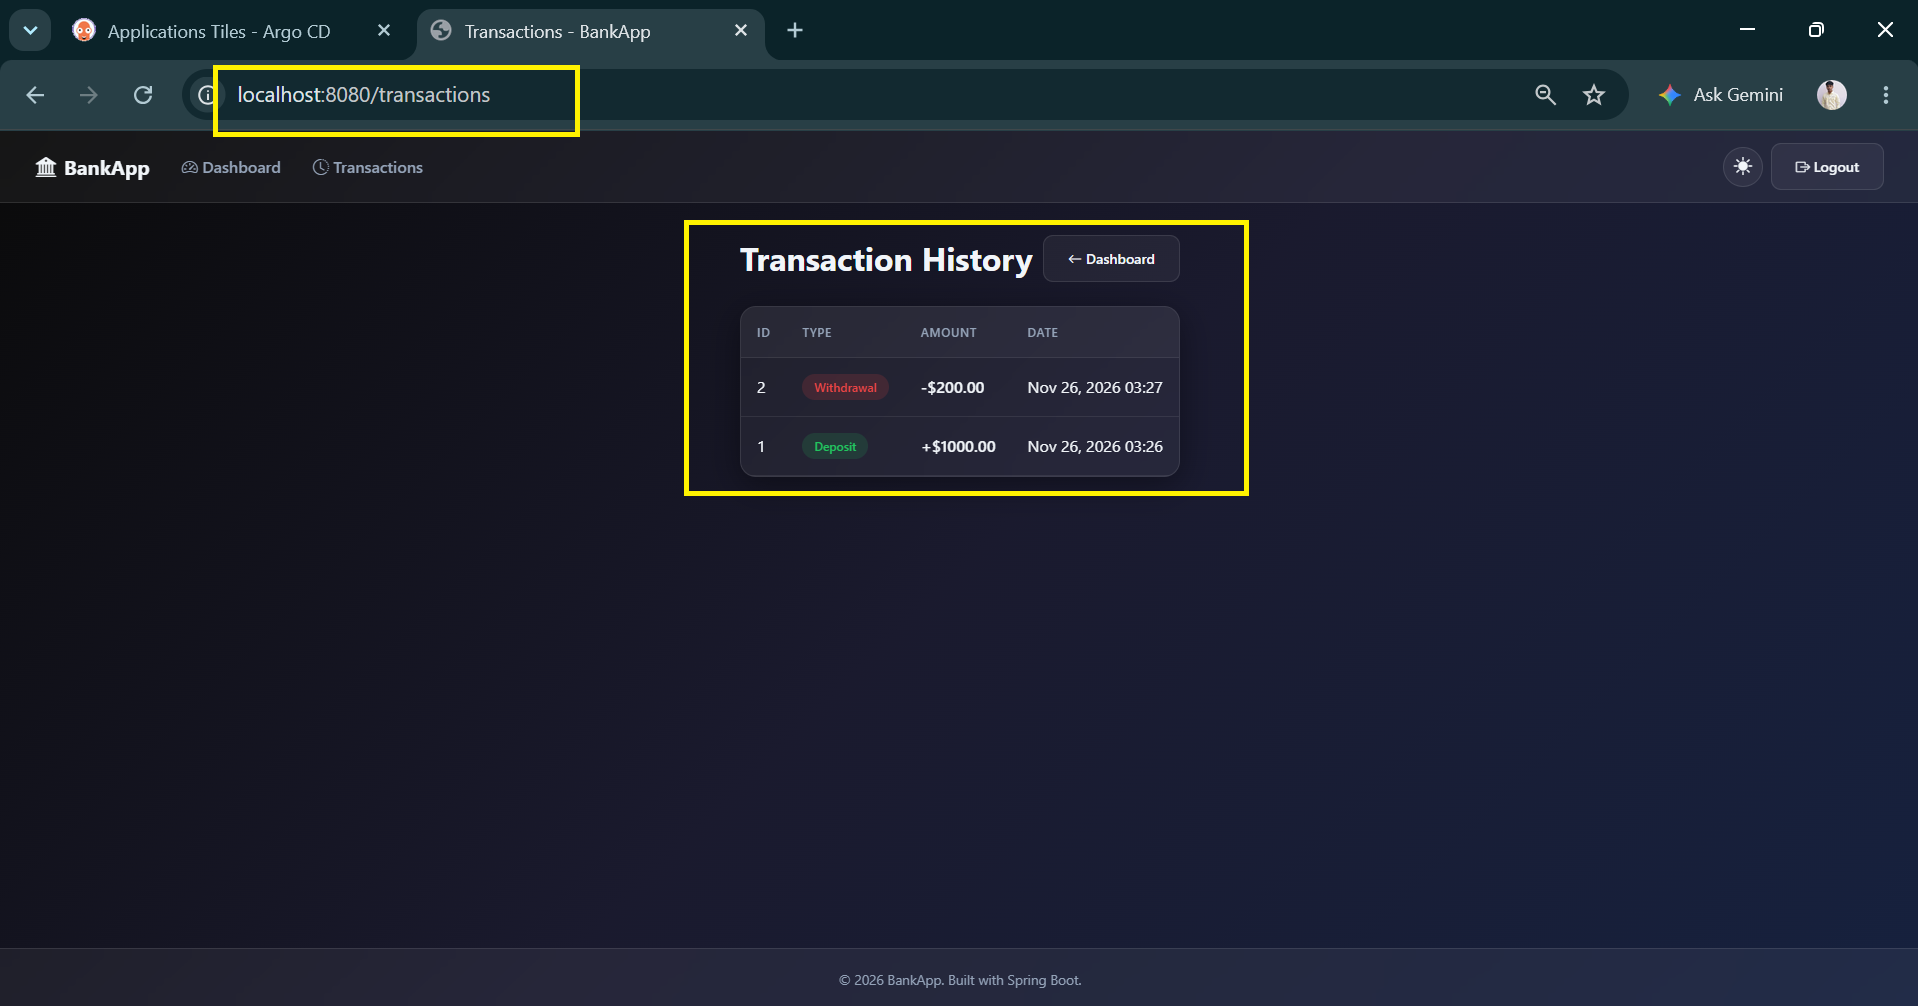 Applications Tiles - Argo CD
Transactions - BankApp
localhost:8080/transactions
Ask Gemini
BankApp Dashboard Transactions
Logout
Transaction History
← Dashboard
ID TYPE AMOUNT DATE
2 Withdrawal -$200.00 Nov 26, 2026 03:27
1 Deposit +$1000.00 Nov 26, 2026 03:26
© 2026 BankApp. Built with Spring Boot.